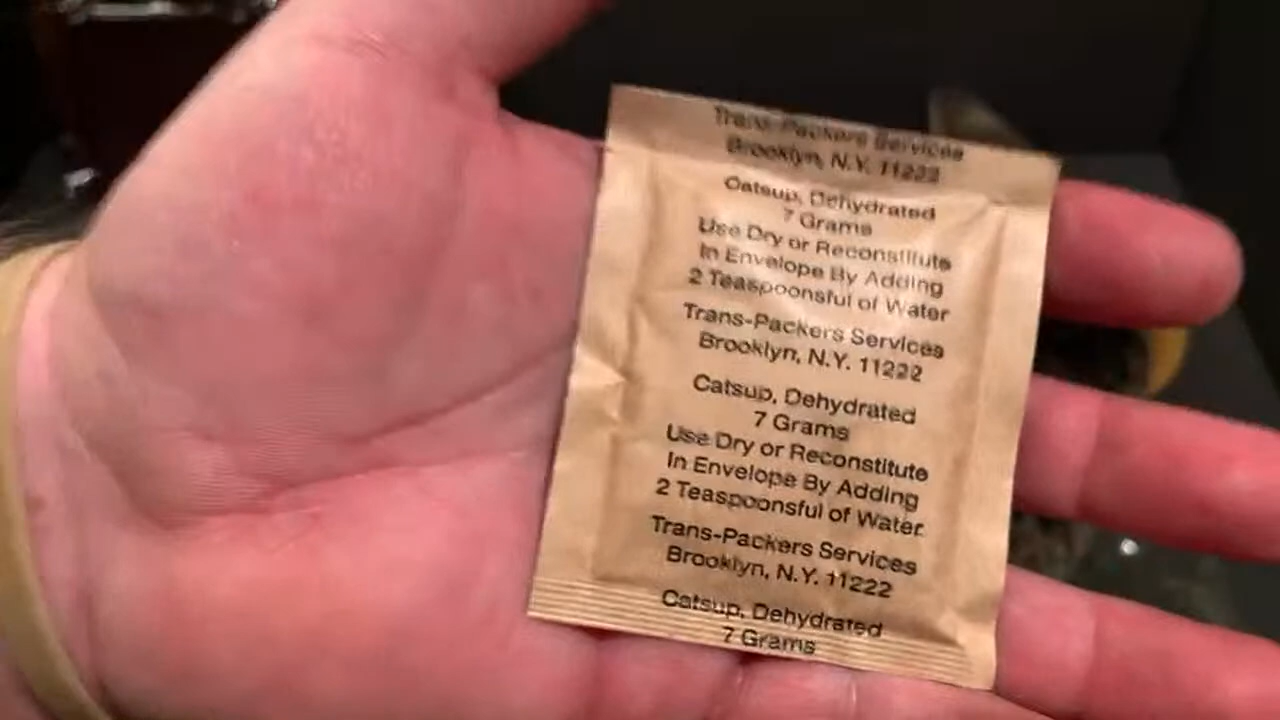 Trans-Packers Services
Brooklyn, N.Y. 11222
Catsup, Dehydrated
7 Grams
Use Dry or Reconstitute
In Envelope By Adding
2 Teaspoonsful of Water
Trans-Packers Services
Brooklyn, N.Y. 11222
Catsup, Dehydrated
7 Grams
Use Dry or Reconstitute
In Envelope By Adding
2 Teaspoonsful of Water
Trans-Packers Services
Brooklyn, N.Y. 11222
Catsup, Dehydrated
7 Grams